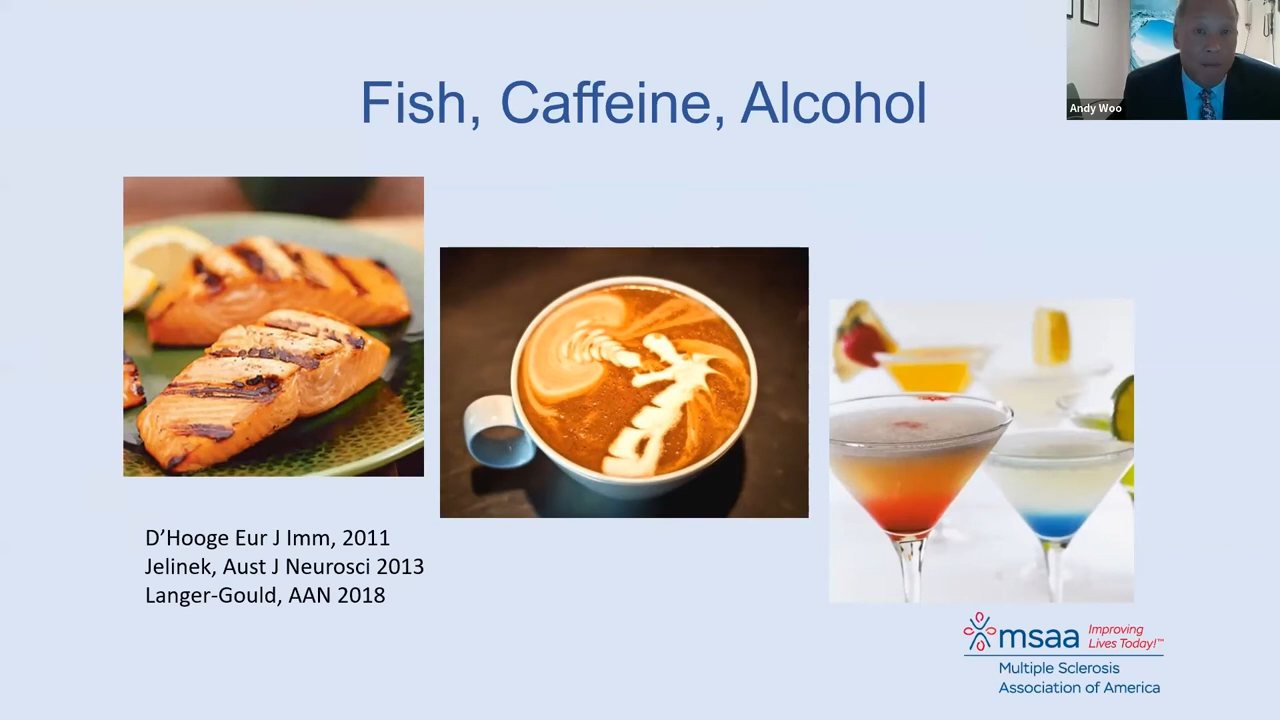 Fish, Caffeine, Alcohol
Andy Woo
D’Hooge Eur J Imm, 2011
Jelinek, Aust J Neurosci 2013
Langer-Gould, AAN 2018
msaa Improving
Lives Today!™
Multiple Sclerosis
Association of America